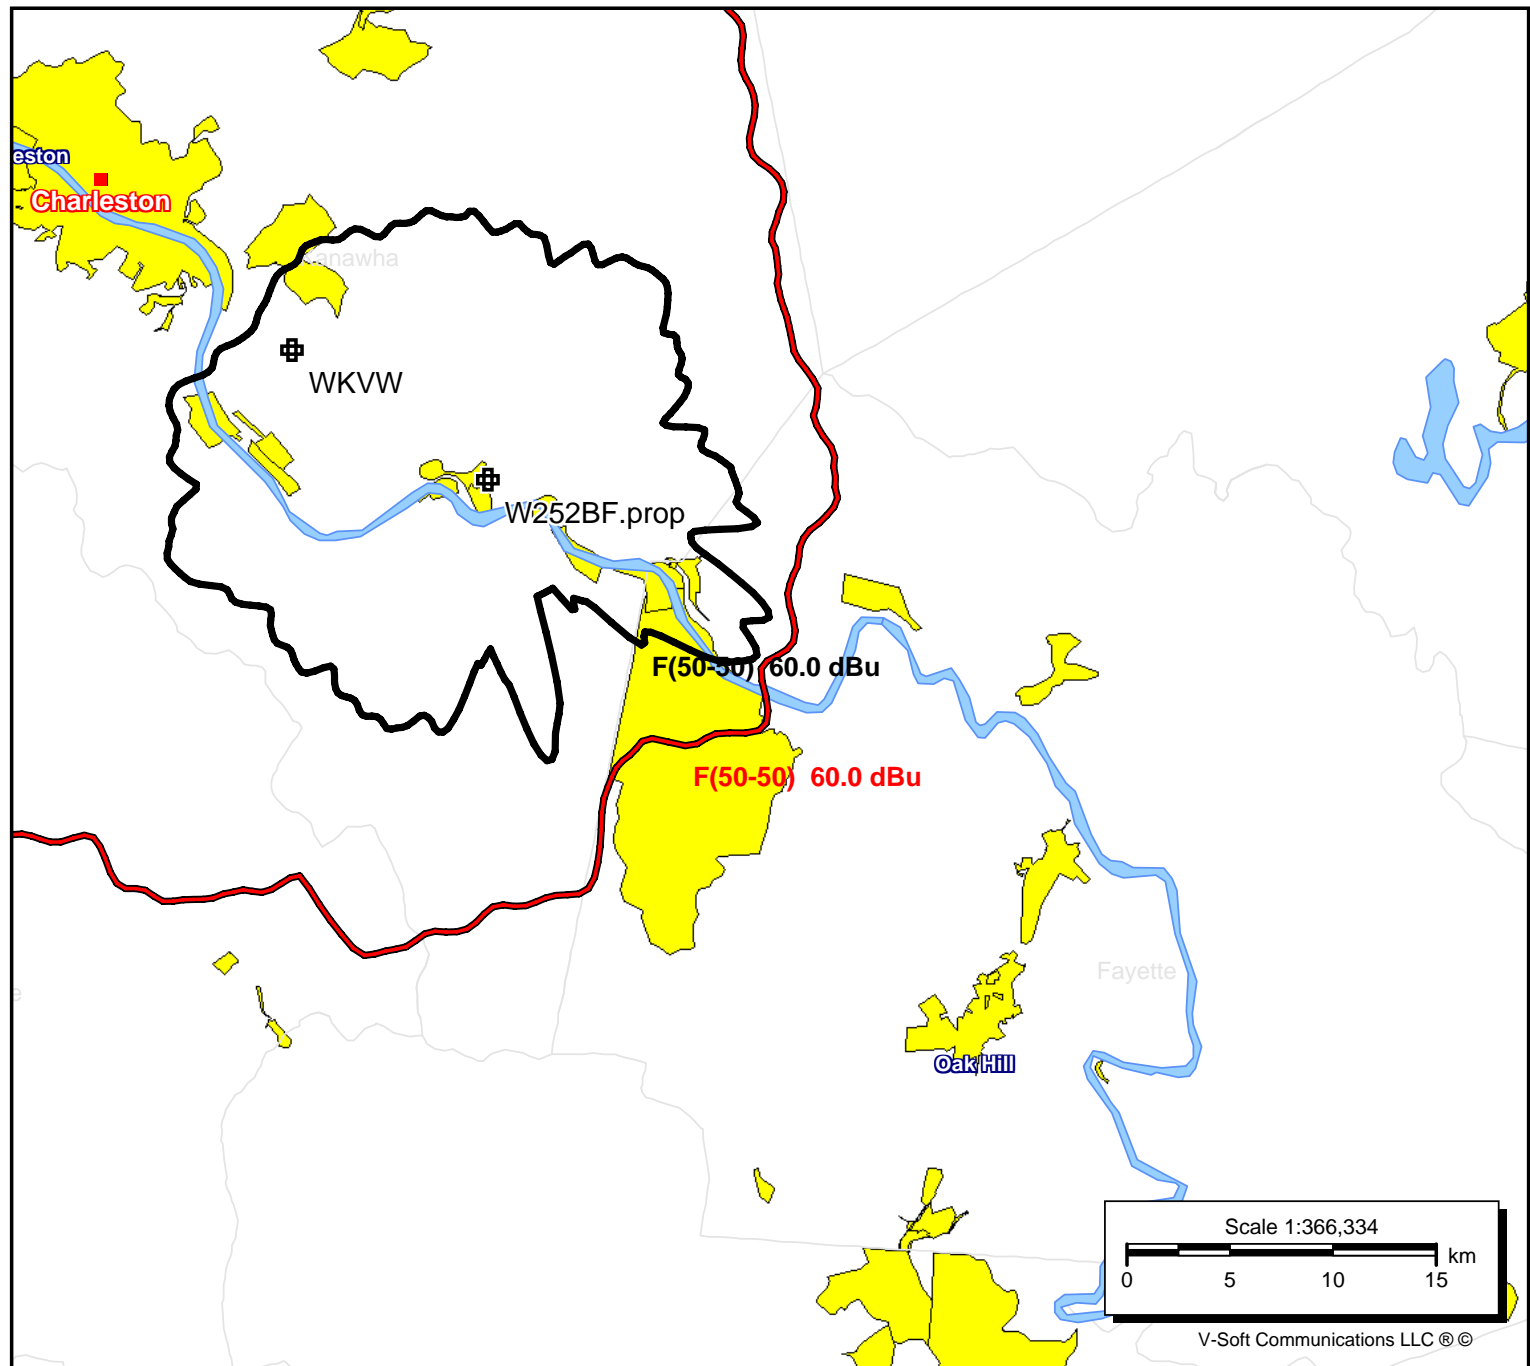 eston
Charleston
Kanawha
WKVW
W252BF.prop
F(50-50) 60.0 dBu
F(50-50) 60.0 dBu
Fayette
e
Oak Hill
Scale 1:366,334
km
0 5 10 15
V-Soft Communications LLC ® ©